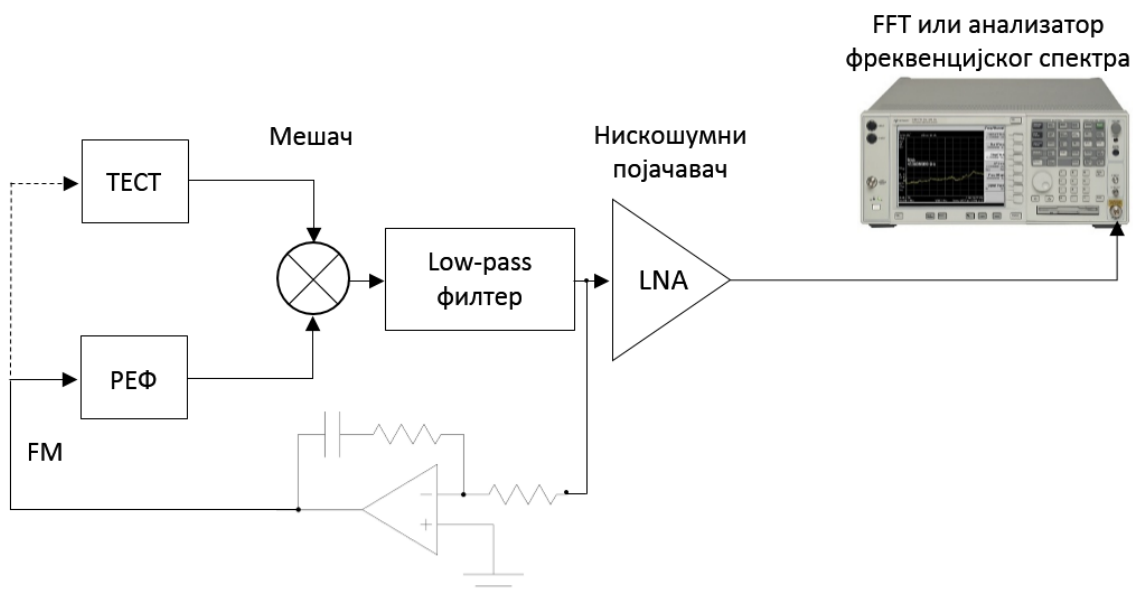 FFT или анализатор
фреквенцијског спектра
Мешач
Нискошумни
појачавач
ТЕСТ
Low-pass
филтер
LNA
РЕФ
FM